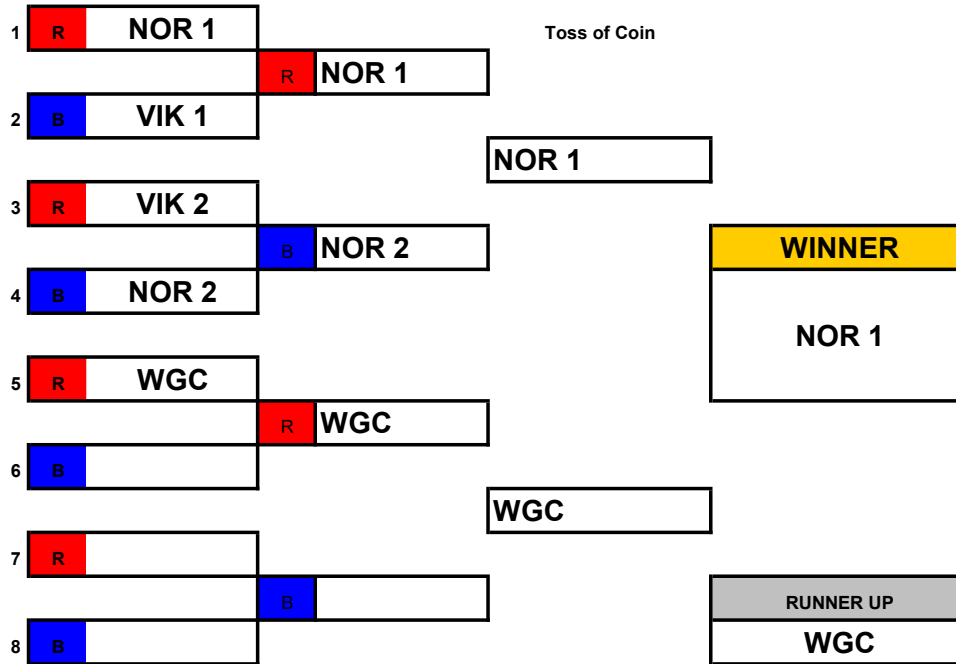 1 R NOR 1 Toss of Coin
R NOR 1
2 B VIK 1
NOR 1
3 R VIK 2
B NOR 2 WINNER
4 B NOR 2
NOR 1
5 R WGC
R WGC
6 B
WGC
7 R
B RUNNER UP
8 B WGC